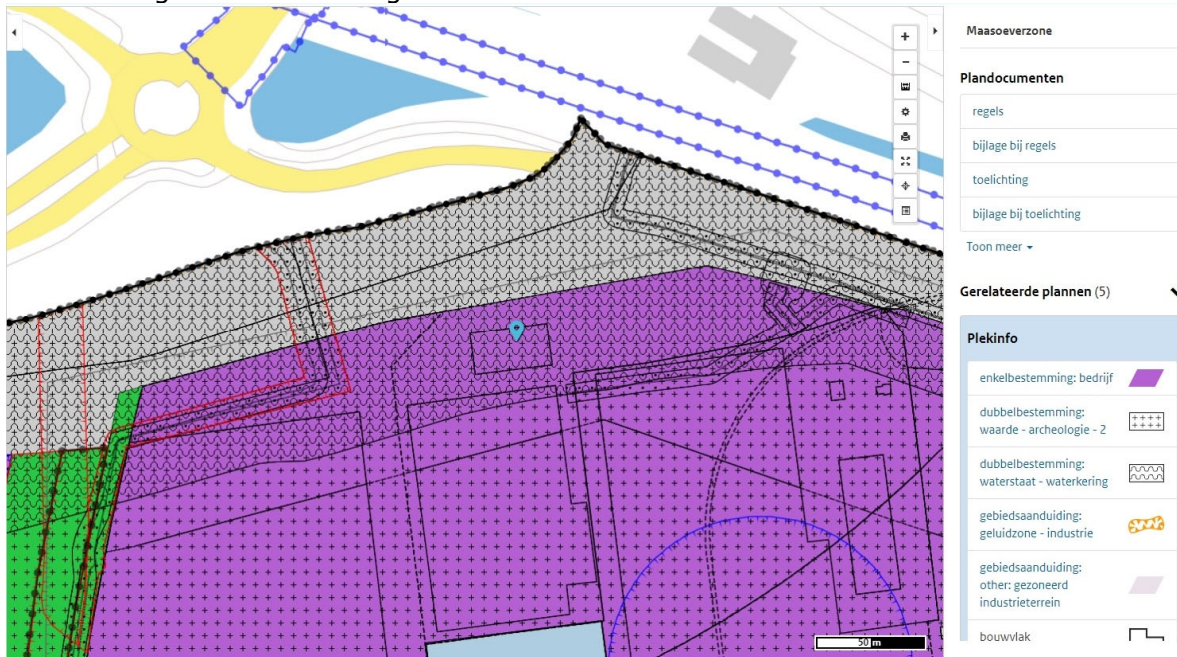 Maasoeverzone
Plandocumenten
regels
bijlage bij regels
toelichting
bijlage bij toelichting
Toon meer
Gerelateerde plannen (5)
Plekinfo
enkelbestemming: bedrijf
dubbelbestemming:
waarde - archeologie - 2
dubbelbestemming:
waterstaat - waterkering
gebiedsaanduiding:
geluidzone - industrie
gebiedsaanduiding:
other: gezoneerd
industrieterrein
bouwvlak
50 m